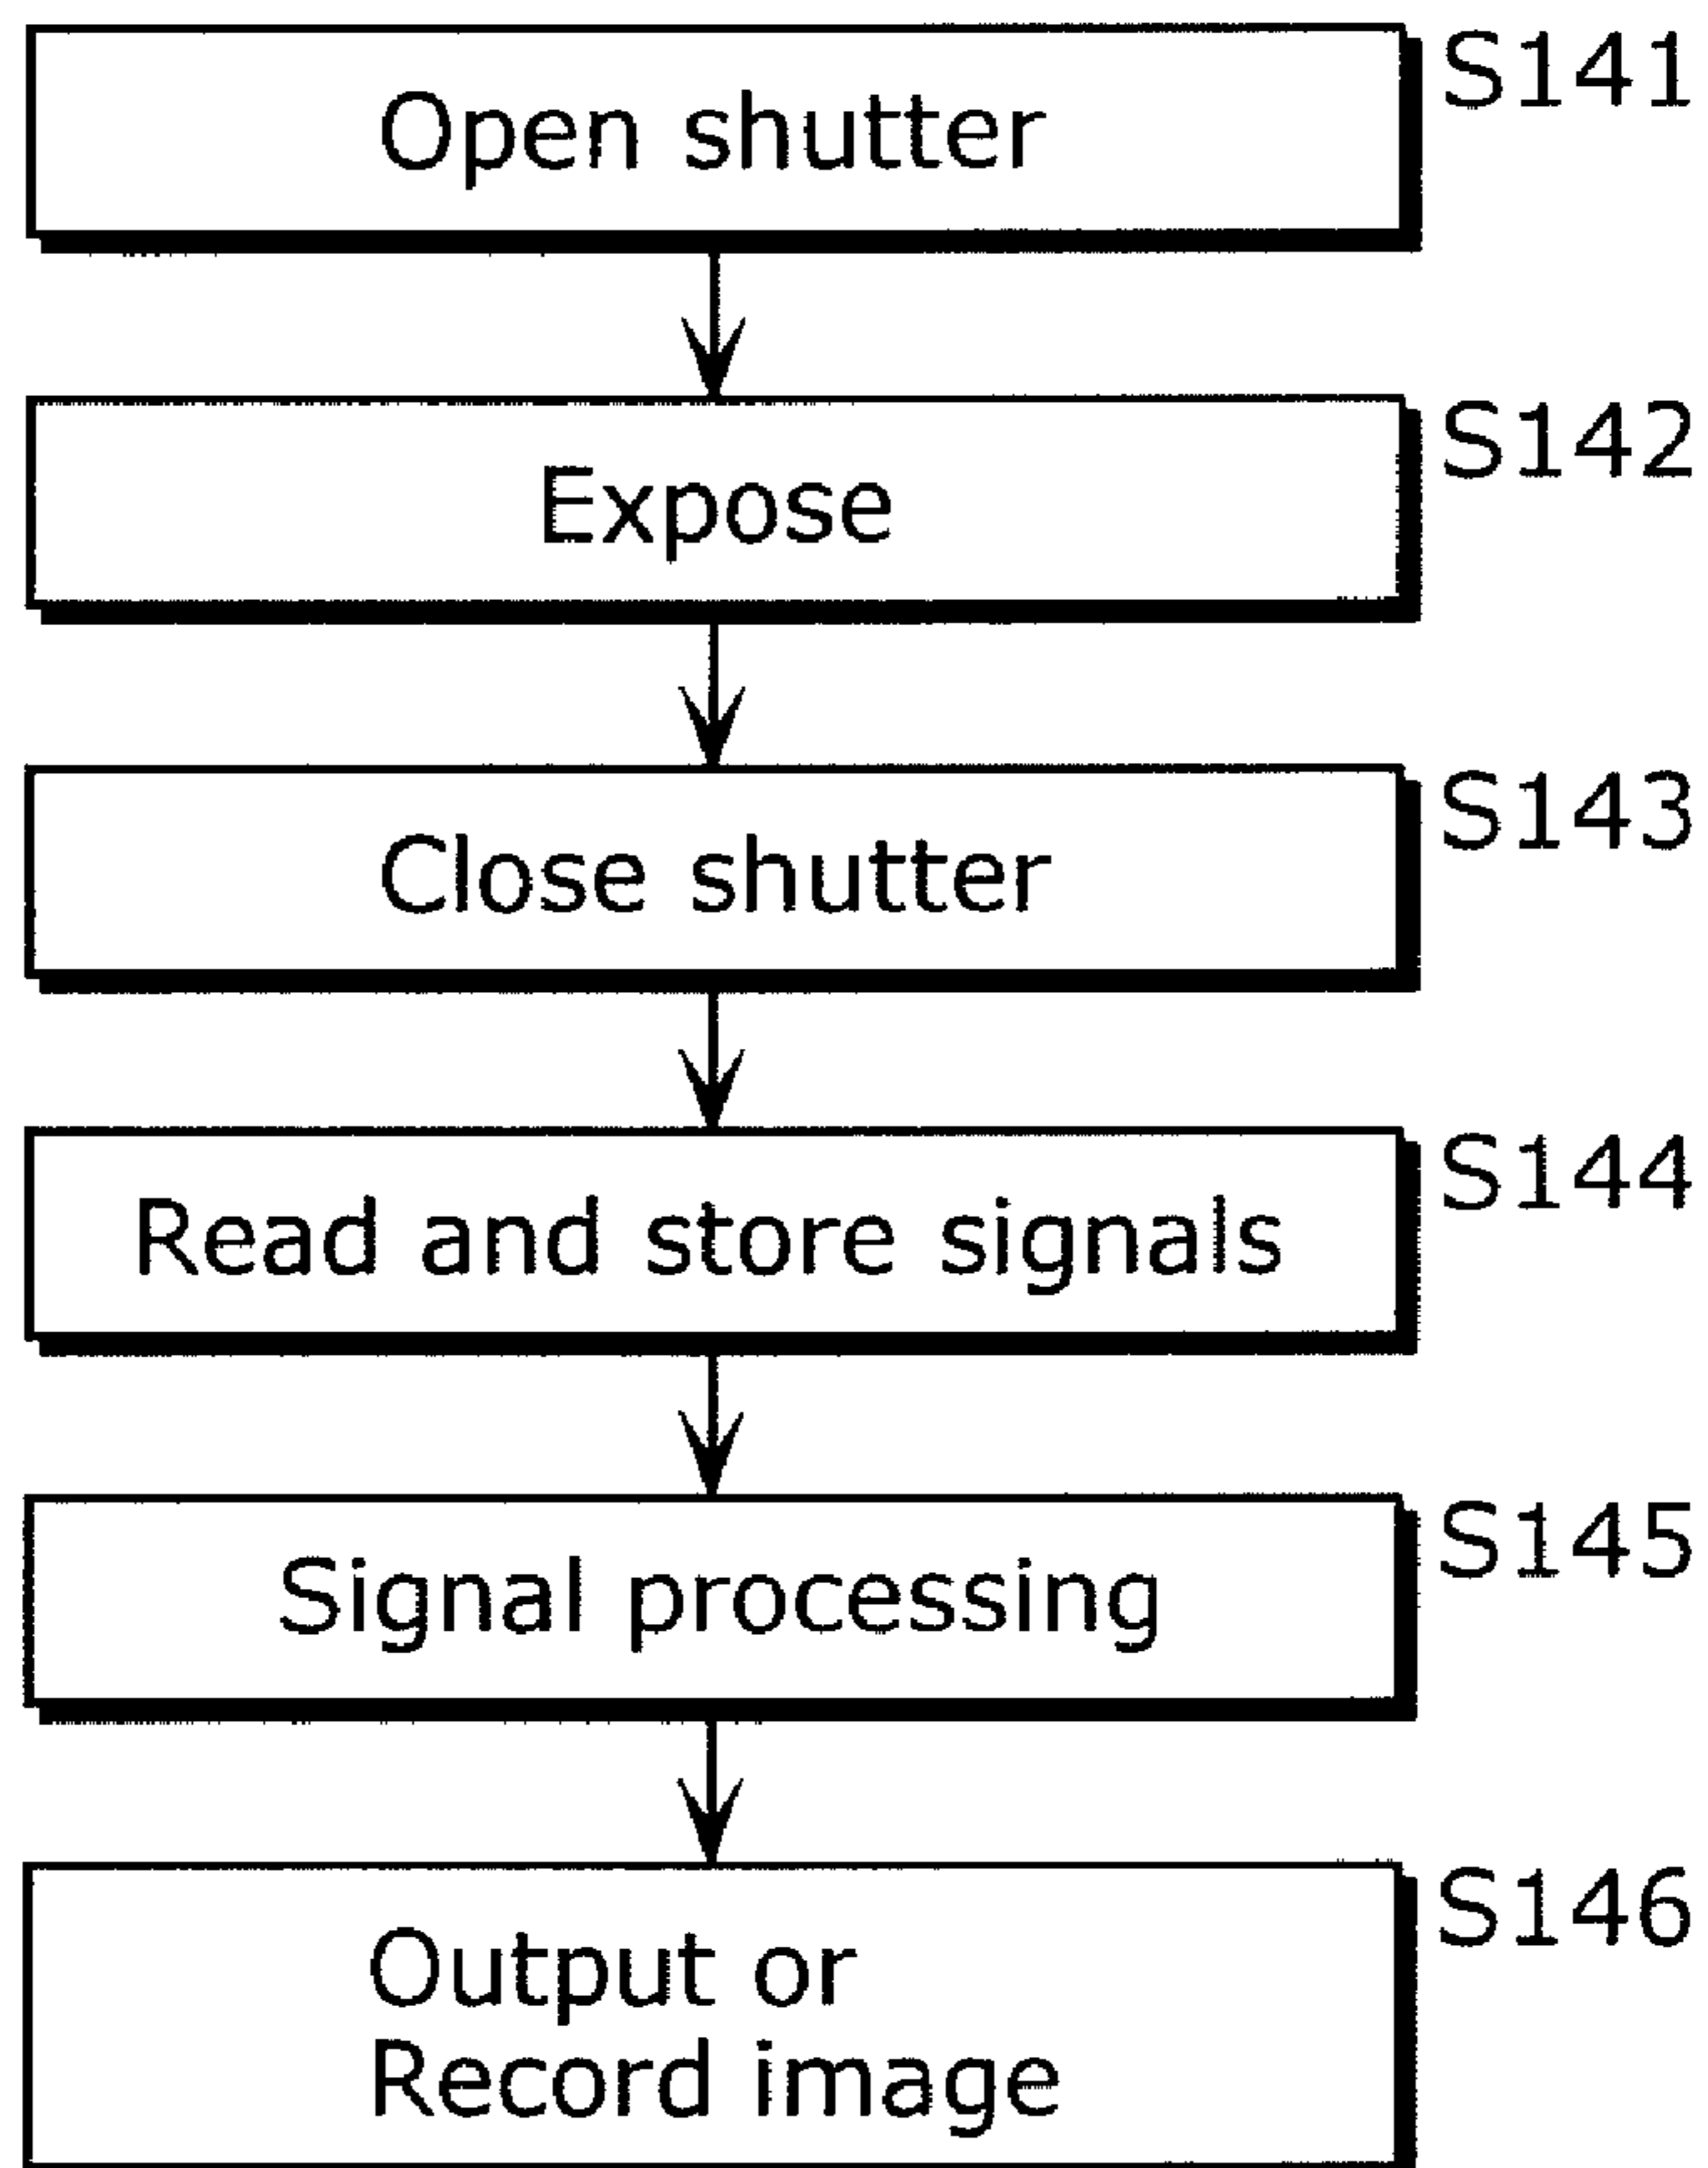 Open shutter
S141
Expose
S142
Close shutter
S143
Read and store signals
S144
Signal processing
S145
Output or
Record image
S146